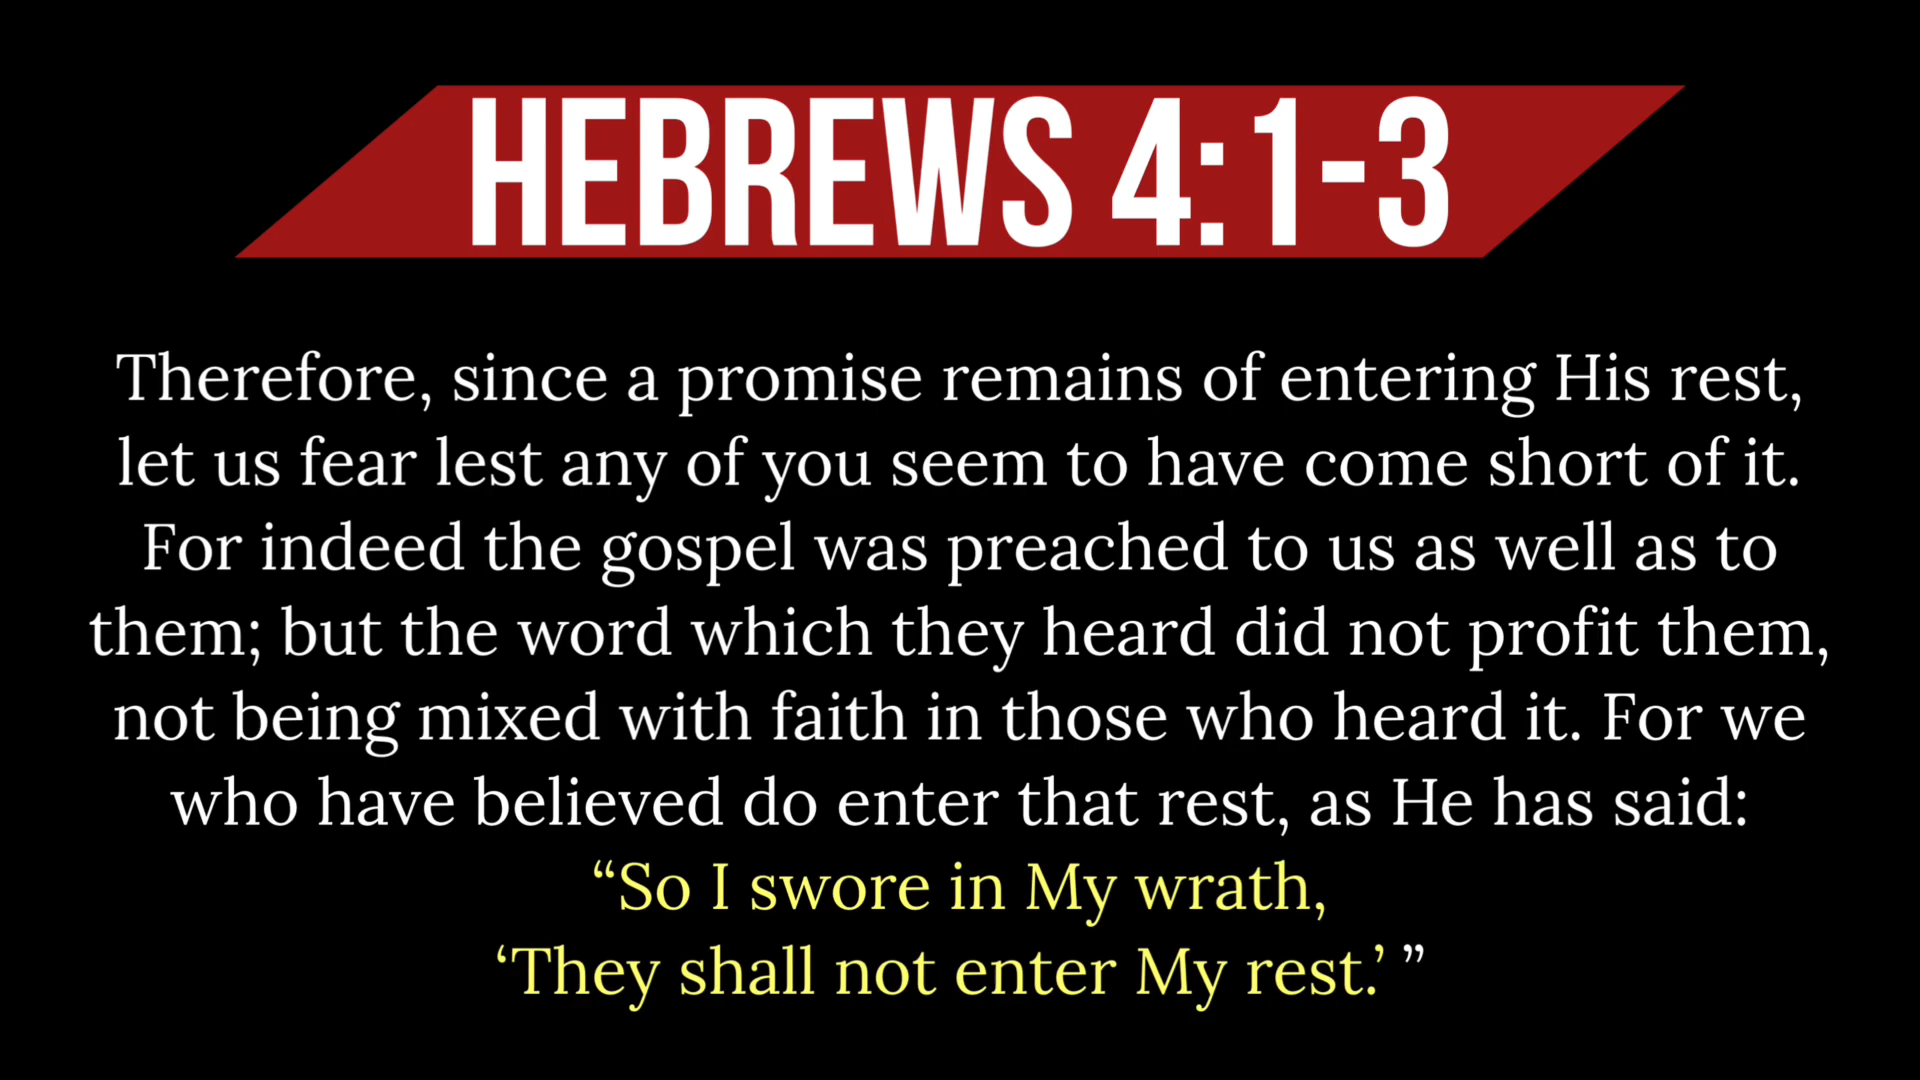 HEBREWS 4:1-3
Therefore, since a promise remains of entering His rest,
let us fear lest any of you seem to have come short of it.
For indeed the gospel was preached to us as well as to
them; but the word which they heard did not profit them,
not being mixed with faith in those who heard it. For we
who have believed do enter that rest, as He has said:
“So I swore in My wrath,
‘They shall not enter My rest.’ ”